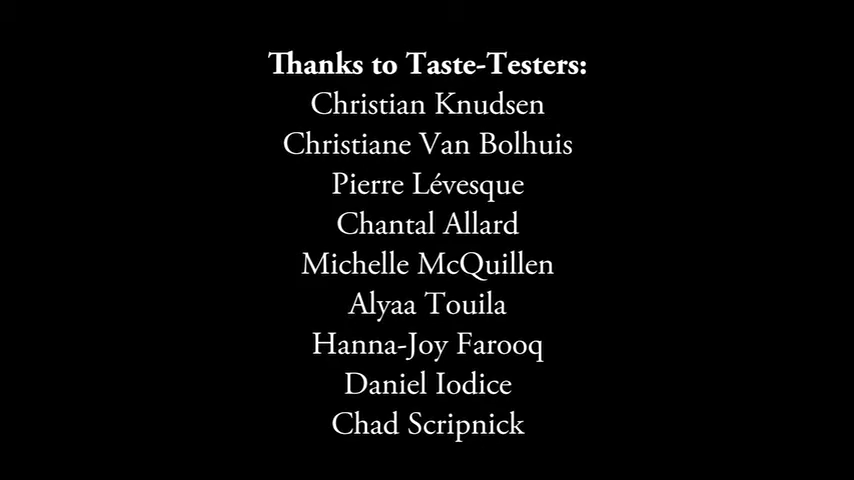 Thanks to Taste-Testers:
Christian Knudsen
Christiane Van Bolhuis
Pierre Lévesque
Chantal Allard
Michelle McQuillen
Alyaa Touila
Hanna-Joy Farooq
Daniel Iodice
Chad Scripnick